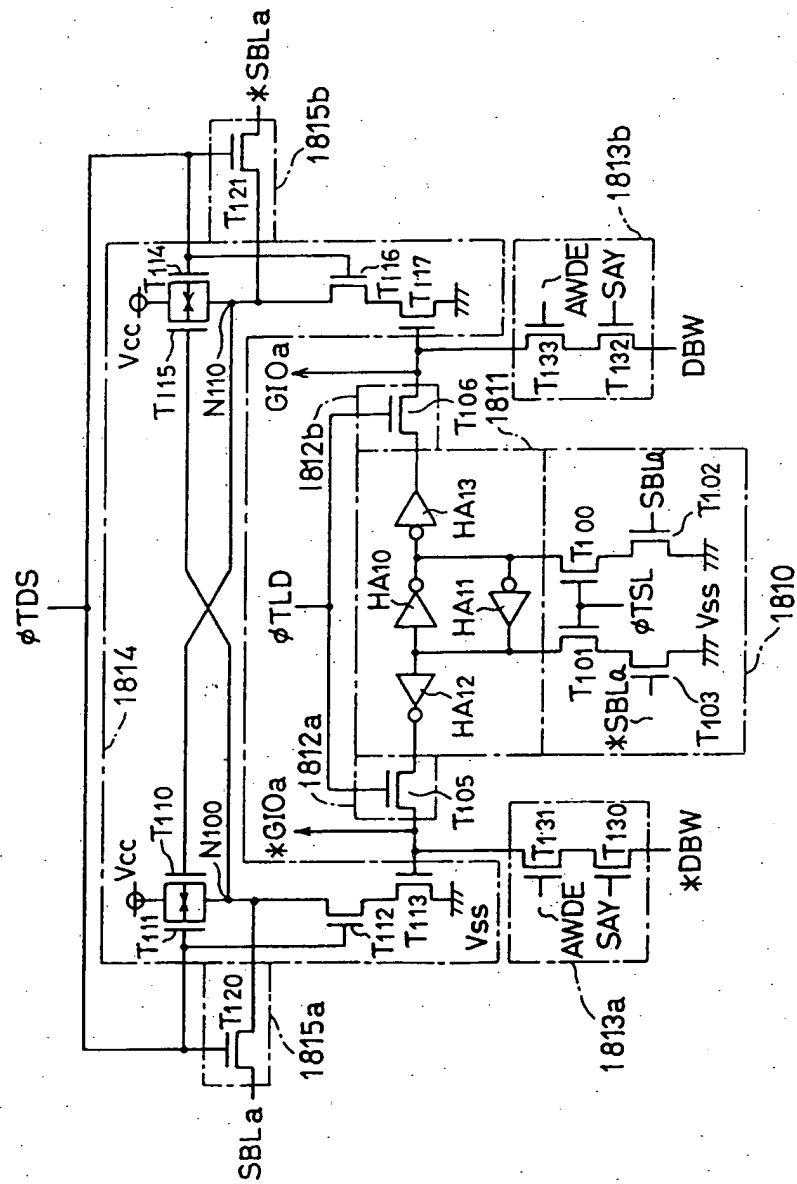 φTDS
1814
Vcc
T111
T110
N100
T120
1815a
SBLa
T112
T113
Vss
*GIOa
1812a
T105
φTLD
HA10
HA11
HA12
HA13
T115
T114
Vcc
N110
T121
1815b
*SBLa
T116
T117
GIOa
1812b
T106
1811
T131
AWDE
SAY
T130
*DBW
1813a
T101
T100
φTSL
*SBLa
T103
Vss
SBLa
T102
1810
T133
AWDE
SAY
T132
DBW
1813b